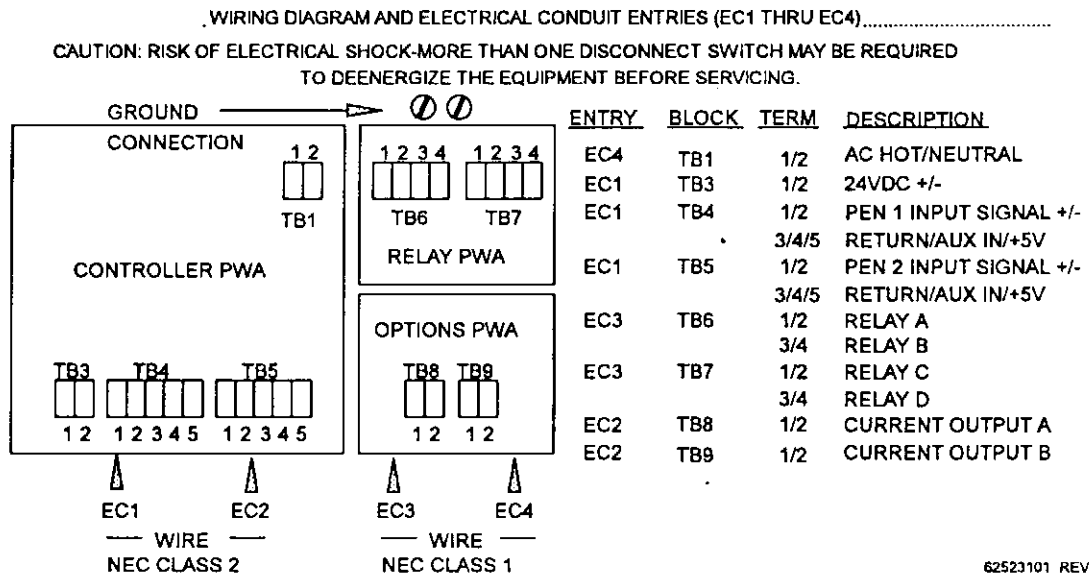 WIRING DIAGRAM AND ELECTRICAL CONDUIT ENTRIES (EC1 THRU EC4)
CAUTION: RISK OF ELECTRICAL SHOCK-MORE THAN ONE DISCONNECT SWITCH MAY BE REQUIRED
TO DEENERGIZE THE EQUIPMENT BEFORE SERVICING.
GROUND
CONNECTION
1 2
TB1
CONTROLLER PWA
TB3 TB4 TB5
1 2 1 2 3 4 5 1 2 3 4 5
1 2 3 4 1 2 3 4
TB6 TB7
RELAY PWA
OPTIONS PWA
TB8 TB9
1 2 1 2
EC1 EC2 EC3 EC4
WIRE WIRE
NEC CLASS 2 NEC CLASS 1
ENTRY BLOCK TERM DESCRIPTION
EC4 TB1 1/2 AC HOT/NEUTRAL
EC1 TB3 1/2 24VDC +/-
EC1 TB4 1/2 PEN 1 INPUT SIGNAL +/-
3/4/5 RETURN/AUX IN/+5V
EC1 TB5 1/2 PEN 2 INPUT SIGNAL +/-
3/4/5 RETURN/AUX IN/+5V
EC3 TB6 1/2 RELAY A
3/4 RELAY B
EC3 TB7 1/2 RELAY C
3/4 RELAY D
EC2 TB8 1/2 CURRENT OUTPUT A
EC2 TB9 1/2 CURRENT OUTPUT B
62523101 REV